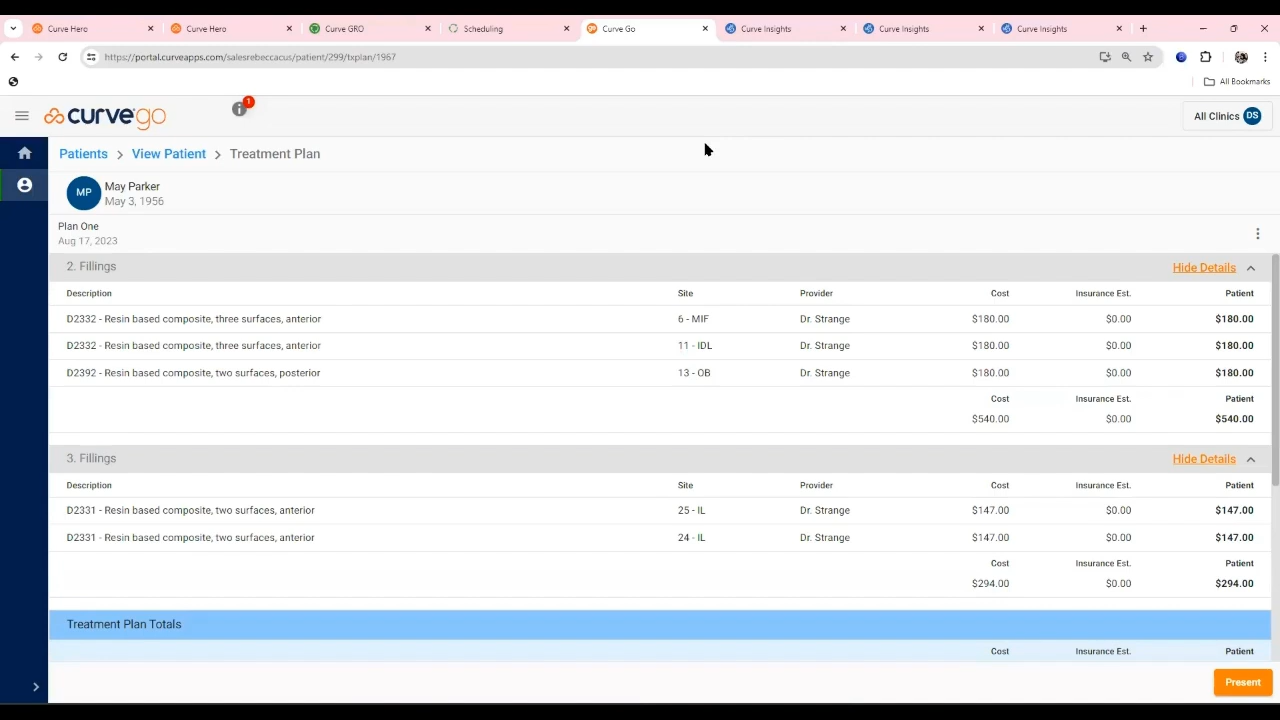 Curve Hero Curve Hero Curve GRO Scheduling Curve Go Curve Insights Curve Insights Curve Insights
https://portal.curveapps.com/salesrebeccacus/patient/299/txplan/1967
All Bookmarks
curve go 1 All Clinics DS
Patients > View Patient > Treatment Plan
MP May Parker
May 3, 1956
Plan One
Aug 17, 2023
2. Fillings Hide Details
Description Site Provider Cost Insurance Est. Patient
D2332 - Resin based composite, three surfaces, anterior 6 - MIF Dr. Strange $180.00 $0.00 $180.00
D2332 - Resin based composite, three surfaces, anterior 11 - IDL Dr. Strange $180.00 $0.00 $180.00
D2392 - Resin based composite, two surfaces, posterior 13 - OB Dr. Strange $180.00 $0.00 $180.00
Cost Insurance Est. Patient
$540.00 $0.00 $540.00
3. Fillings Hide Details
Description Site Provider Cost Insurance Est. Patient
D2331 - Resin based composite, two surfaces, anterior 25 - IL Dr. Strange $147.00 $0.00 $147.00
D2331 - Resin based composite, two surfaces, anterior 24 - IL Dr. Strange $147.00 $0.00 $147.00
Cost Insurance Est. Patient
$294.00 $0.00 $294.00
Treatment Plan Totals
Cost Insurance Est. Patient
Present